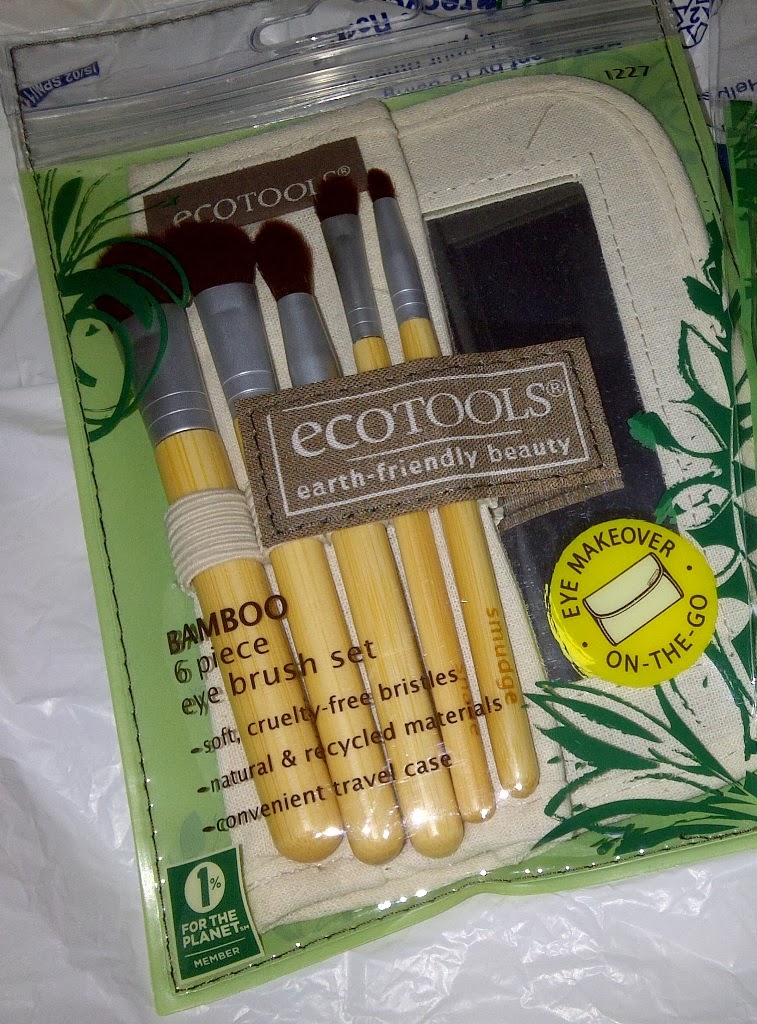 1227
ecoTOOLS®
ecoTOOLS®
earth-friendly beauty
EYE MAKEOVER
• ON-THE-GO •
smudge
BAMBOO
6 piece
eye brush set
-soft, cruelty-free bristles
-natural & recycled materials
-convenient travel case
1%
FOR THE
PLANET SM
MEMBER